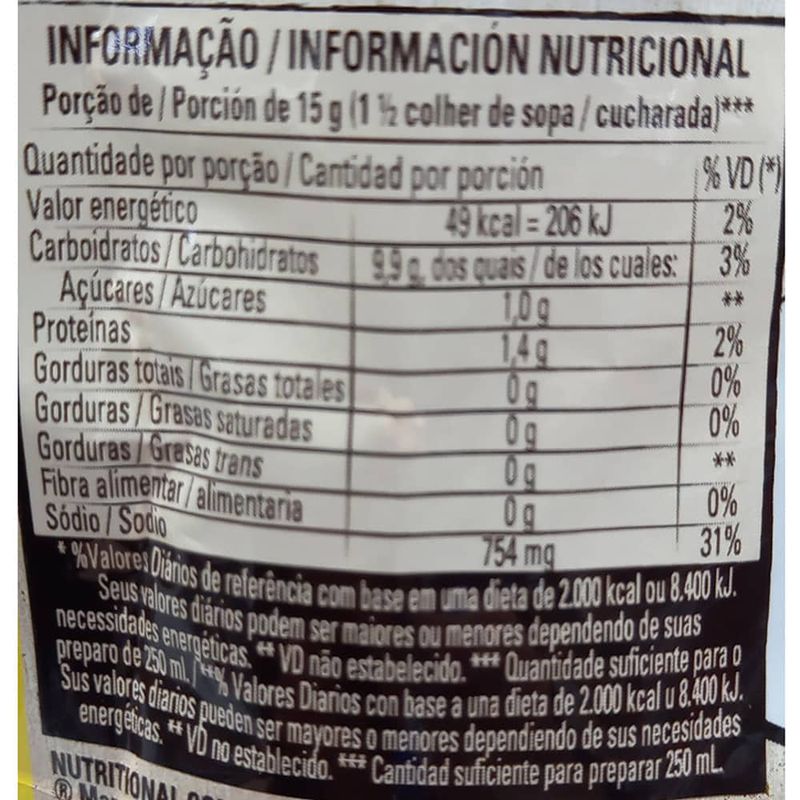 INFORMAÇÃO / INFORMACIÓN NUTRICIONAL
Porção de / Porción de 15 g (1 ½ colher de sopa / cucharada)***
Quantidade por porção / Cantidad por porción % VD (*)
Valor energético 49 kcal = 206 kJ 2%
Carboidratos / Carbohidratos 9,9 g, dos quais / de los cuales: 3%
Açúcares / Azúcares 1,0 g **
Proteínas 1,4 g 2%
Gorduras totais / Grasas totales 0 g 0%
Gorduras / Grasas saturadas 0 g 0%
Gorduras / Grasas trans 0 g **
Fibra alimentar / alimentaria 0 g 0%
Sódio / Sodio 754 mg 31%
* %Valores Diários de referência com base em uma dieta de 2.000 kcal ou 8.400 kJ.
Seus valores diários podem ser maiores ou menores dependendo de suas
necessidades energéticas. ** VD não estabelecido. *** Quantidade suficiente para o
preparo de 250 ml. / *% Valores Diarios con base a una dieta de 2.000 kcal u 8.400 kJ.
Sus valores diarios pueden ser mayores o menores dependiendo de sus necesidades
energéticas. ** VD no establecido. *** Cantidad suficiente para preparar 250 mL.
NUTRITIONAL
®